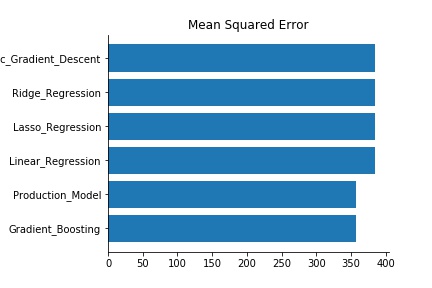 Mean Squared Error
c_Gradient_Descent
Ridge_Regression
Lasso_Regression
Linear_Regression
Production_Model
Gradient_Boosting
0 50 100 150 200 250 300 350 400